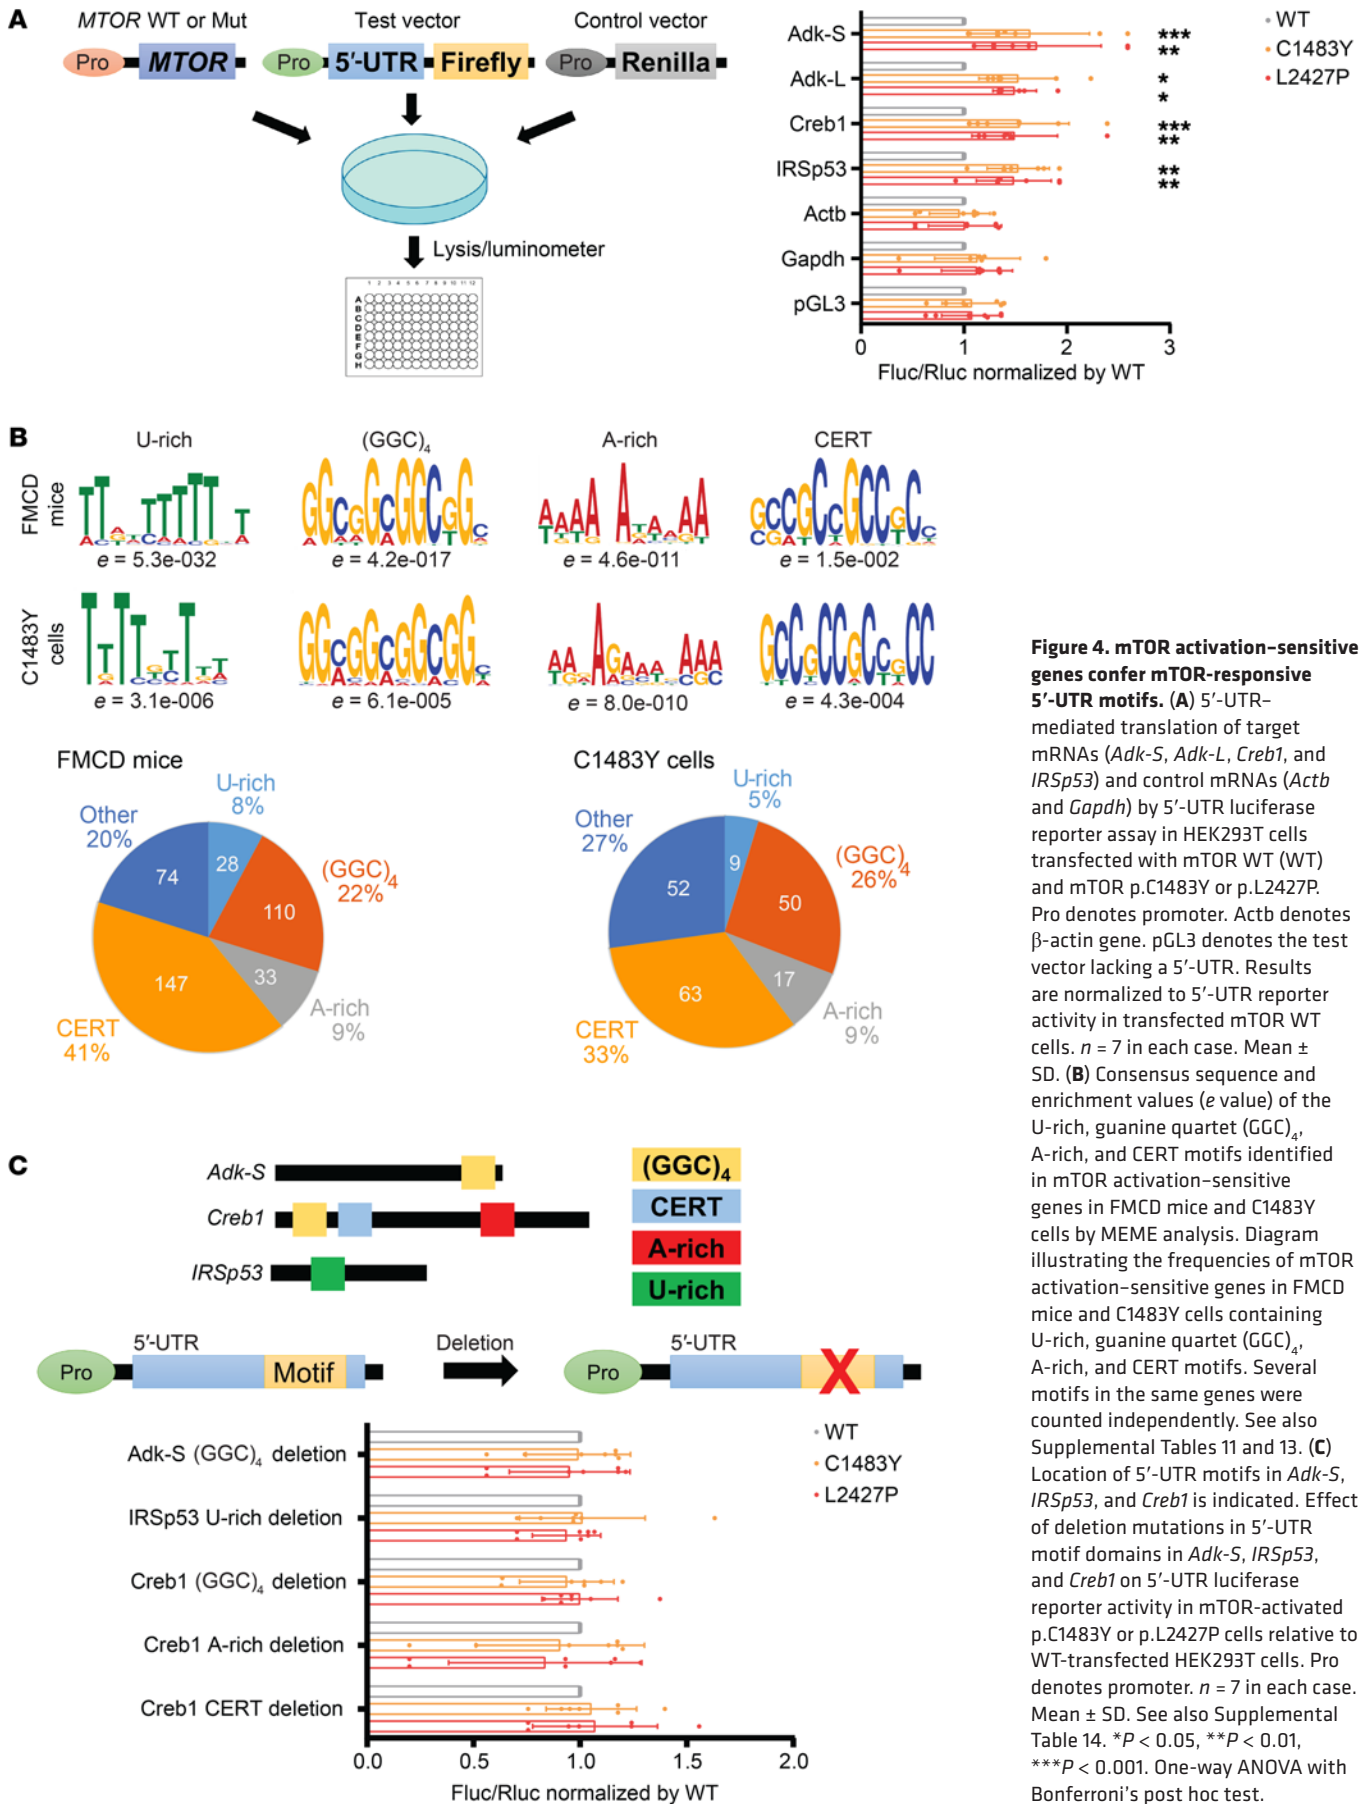 A
MTOR WT or Mut
Test vector
Control vector
Pro MTOR
Pro 5′-UTR Firefly
Pro Renilla
Lysis/luminometer
1 2 3 4 5 6 7 8 9 10 11 12
A
B
C
D
E
F
G
H
WT
C1483Y
L2427P
Adk-S
***
**
Adk-L
*
*
Creb1
***
**
IRSp53
**
**
Actb
Gapdh
pGL3
0 1 2 3
Fluc/Rluc normalized by WT
B
U-rich (GGC)4 A-rich CERT
FMCD mice
e = 5.3e-032 e = 4.2e-017 e = 4.6e-011 e = 1.5e-002
C1483Y cells
e = 3.1e-006 e = 6.1e-005 e = 8.0e-010 e = 4.3e-004
FMCD mice
U-rich
8%
Other
20%
28
74
(GGC)4
22%
110
147
33
A-rich
9%
CERT
41%
C1483Y cells
U-rich
5%
Other
27%
9
52
(GGC)4
26%
50
63
17
A-rich
9%
CERT
33%
C
Adk-S
Creb1
IRSp53
(GGC)4
CERT
A-rich
U-rich
5′-UTR
Pro Motif
Deletion
5′-UTR
Pro X
WT
C1483Y
L2427P
Adk-S (GGC)4 deletion
IRSp53 U-rich deletion
Creb1 (GGC)4 deletion
Creb1 A-rich deletion
Creb1 CERT deletion
0.0 0.5 1.0 1.5 2.0
Fluc/Rluc normalized by WT
Figure 4. mTOR activation–sensitive
genes confer mTOR-responsive
5′-UTR motifs. (A) 5′-UTR–
mediated translation of target
mRNAs (Adk-S, Adk-L, Creb1, and
IRSp53) and control mRNAs (Actb
and Gapdh) by 5′-UTR luciferase
reporter assay in HEK293T cells
transfected with mTOR WT (WT)
and mTOR p.C1483Y or p.L2427P.
Pro denotes promoter. Actb denotes
β-actin gene. pGL3 denotes the test
vector lacking a 5′-UTR. Results
are normalized to 5′-UTR reporter
activity in transfected mTOR WT
cells. n = 7 in each case. Mean ±
SD. (B) Consensus sequence and
enrichment values (e value) of the
U-rich, guanine quartet (GGC)4,
A-rich, and CERT motifs identified
in mTOR activation–sensitive
genes in FMCD mice and C1483Y
cells by MEME analysis. Diagram
illustrating the frequencies of mTOR
activation–sensitive genes in FMCD
mice and C1483Y cells containing
U-rich, guanine quartet (GGC)4,
A-rich, and CERT motifs. Several
motifs in the same genes were
counted independently. See also
Supplemental Tables 11 and 13. (C)
Location of 5′-UTR motifs in Adk-S,
IRSp53, and Creb1 is indicated. Effect
of deletion mutations in 5′-UTR
motif domains in Adk-S, IRSp53,
and Creb1 on 5′-UTR luciferase
reporter activity in mTOR-activated
p.C1483Y or p.L2427P cells relative to
WT-transfected HEK293T cells. Pro
denotes promoter. n = 7 in each case.
Mean ± SD. See also Supplemental
Table 14. *P < 0.05, **P < 0.01,
***P < 0.001. One-way ANOVA with
Bonferroni's post hoc test.